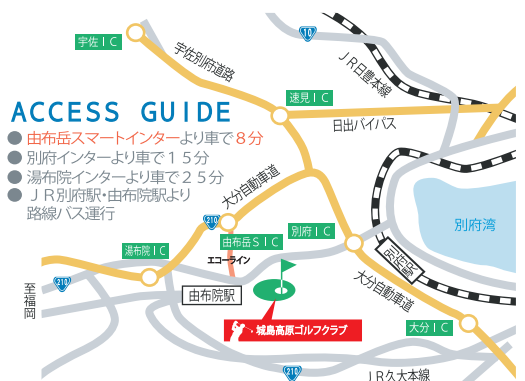 宇佐IC
10
宇佐別府道路
JR日豊本線
速見IC
日出バイパス
ACCESS GUIDE
● 由布岳スマートインターより車で8分
● 別府インターより車で15分
● 湯布院インターより車で25分
● JR別府駅・由布院駅より
路線バス運行
大分自動車道
210
由布岳SIC
別府IC
別府湾
エコーライン
湯布院IC
別府駅
210
至福岡
由布院駅
大分自動車道
城島高原ゴルフクラブ
大分IC
210
JR久大本線